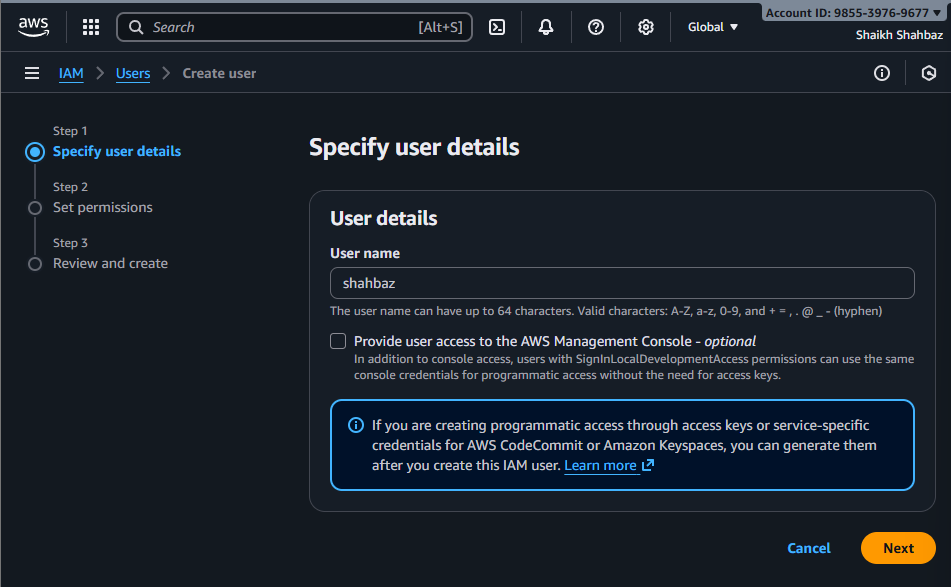 aws
Search
[Alt+S]
Global
Account ID: 9855-3976-9677
Shaikh Shahbaz
IAM
Users
Create user
Step 1
Specify user details
Step 2
Set permissions
Step 3
Review and create
Specify user details
User details
User name
shahbaz
The user name can have up to 64 characters. Valid characters: A-Z, a-z, 0-9, and + = , . @ _ - (hyphen)
Provide user access to the AWS Management Console - optional
In addition to console access, users with SignInLocalDevelopmentAccess permissions can use the same
console credentials for programmatic access without the need for access keys.
If you are creating programmatic access through access keys or service-specific
credentials for AWS CodeCommit or Amazon Keyspaces, you can generate them
after you create this IAM user. Learn more
Cancel
Next